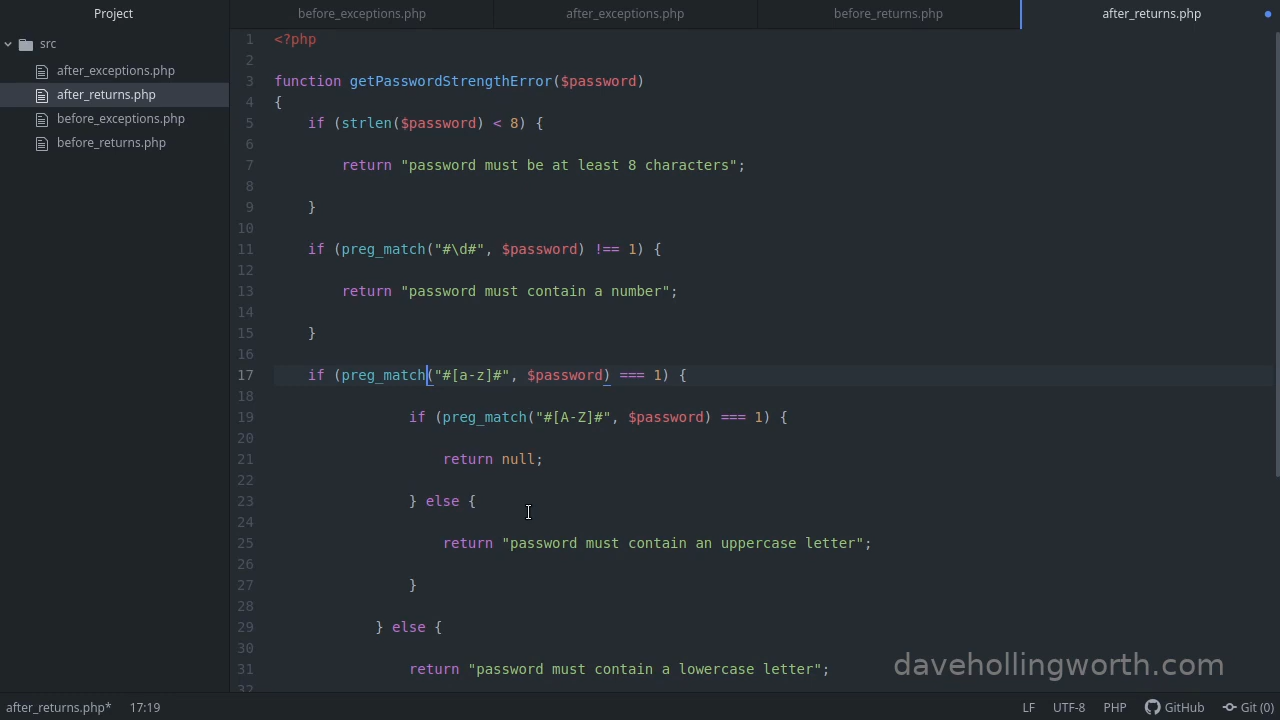 Project
before_exceptions.php
after_exceptions.php
before_returns.php
after_returns.php
src
after_exceptions.php
after_returns.php
before_exceptions.php
before_returns.php
1 <?php
2
3 function getPasswordStrengthError($password)
4 {
5     if (strlen($password) < 8) {
6
7         return "password must be at least 8 characters";
8
9     }
10
11     if (preg_match("#\d#", $password) !== 1) {
12
13         return "password must contain a number";
14
15     }
16
17     if (preg_match("#[a-z]#", $password) === 1) {
18
19                 if (preg_match("#[A-Z]#", $password) === 1) {
20
21                     return null;
22
23                 } else {
24
25                     return "password must contain an uppercase letter";
26
27                 }
28
29             } else {
30
31                 return "password must contain a lowercase letter";
32
davehollingworth.com
after_returns.php* 17:19 LF UTF-8 PHP GitHub Git (0)